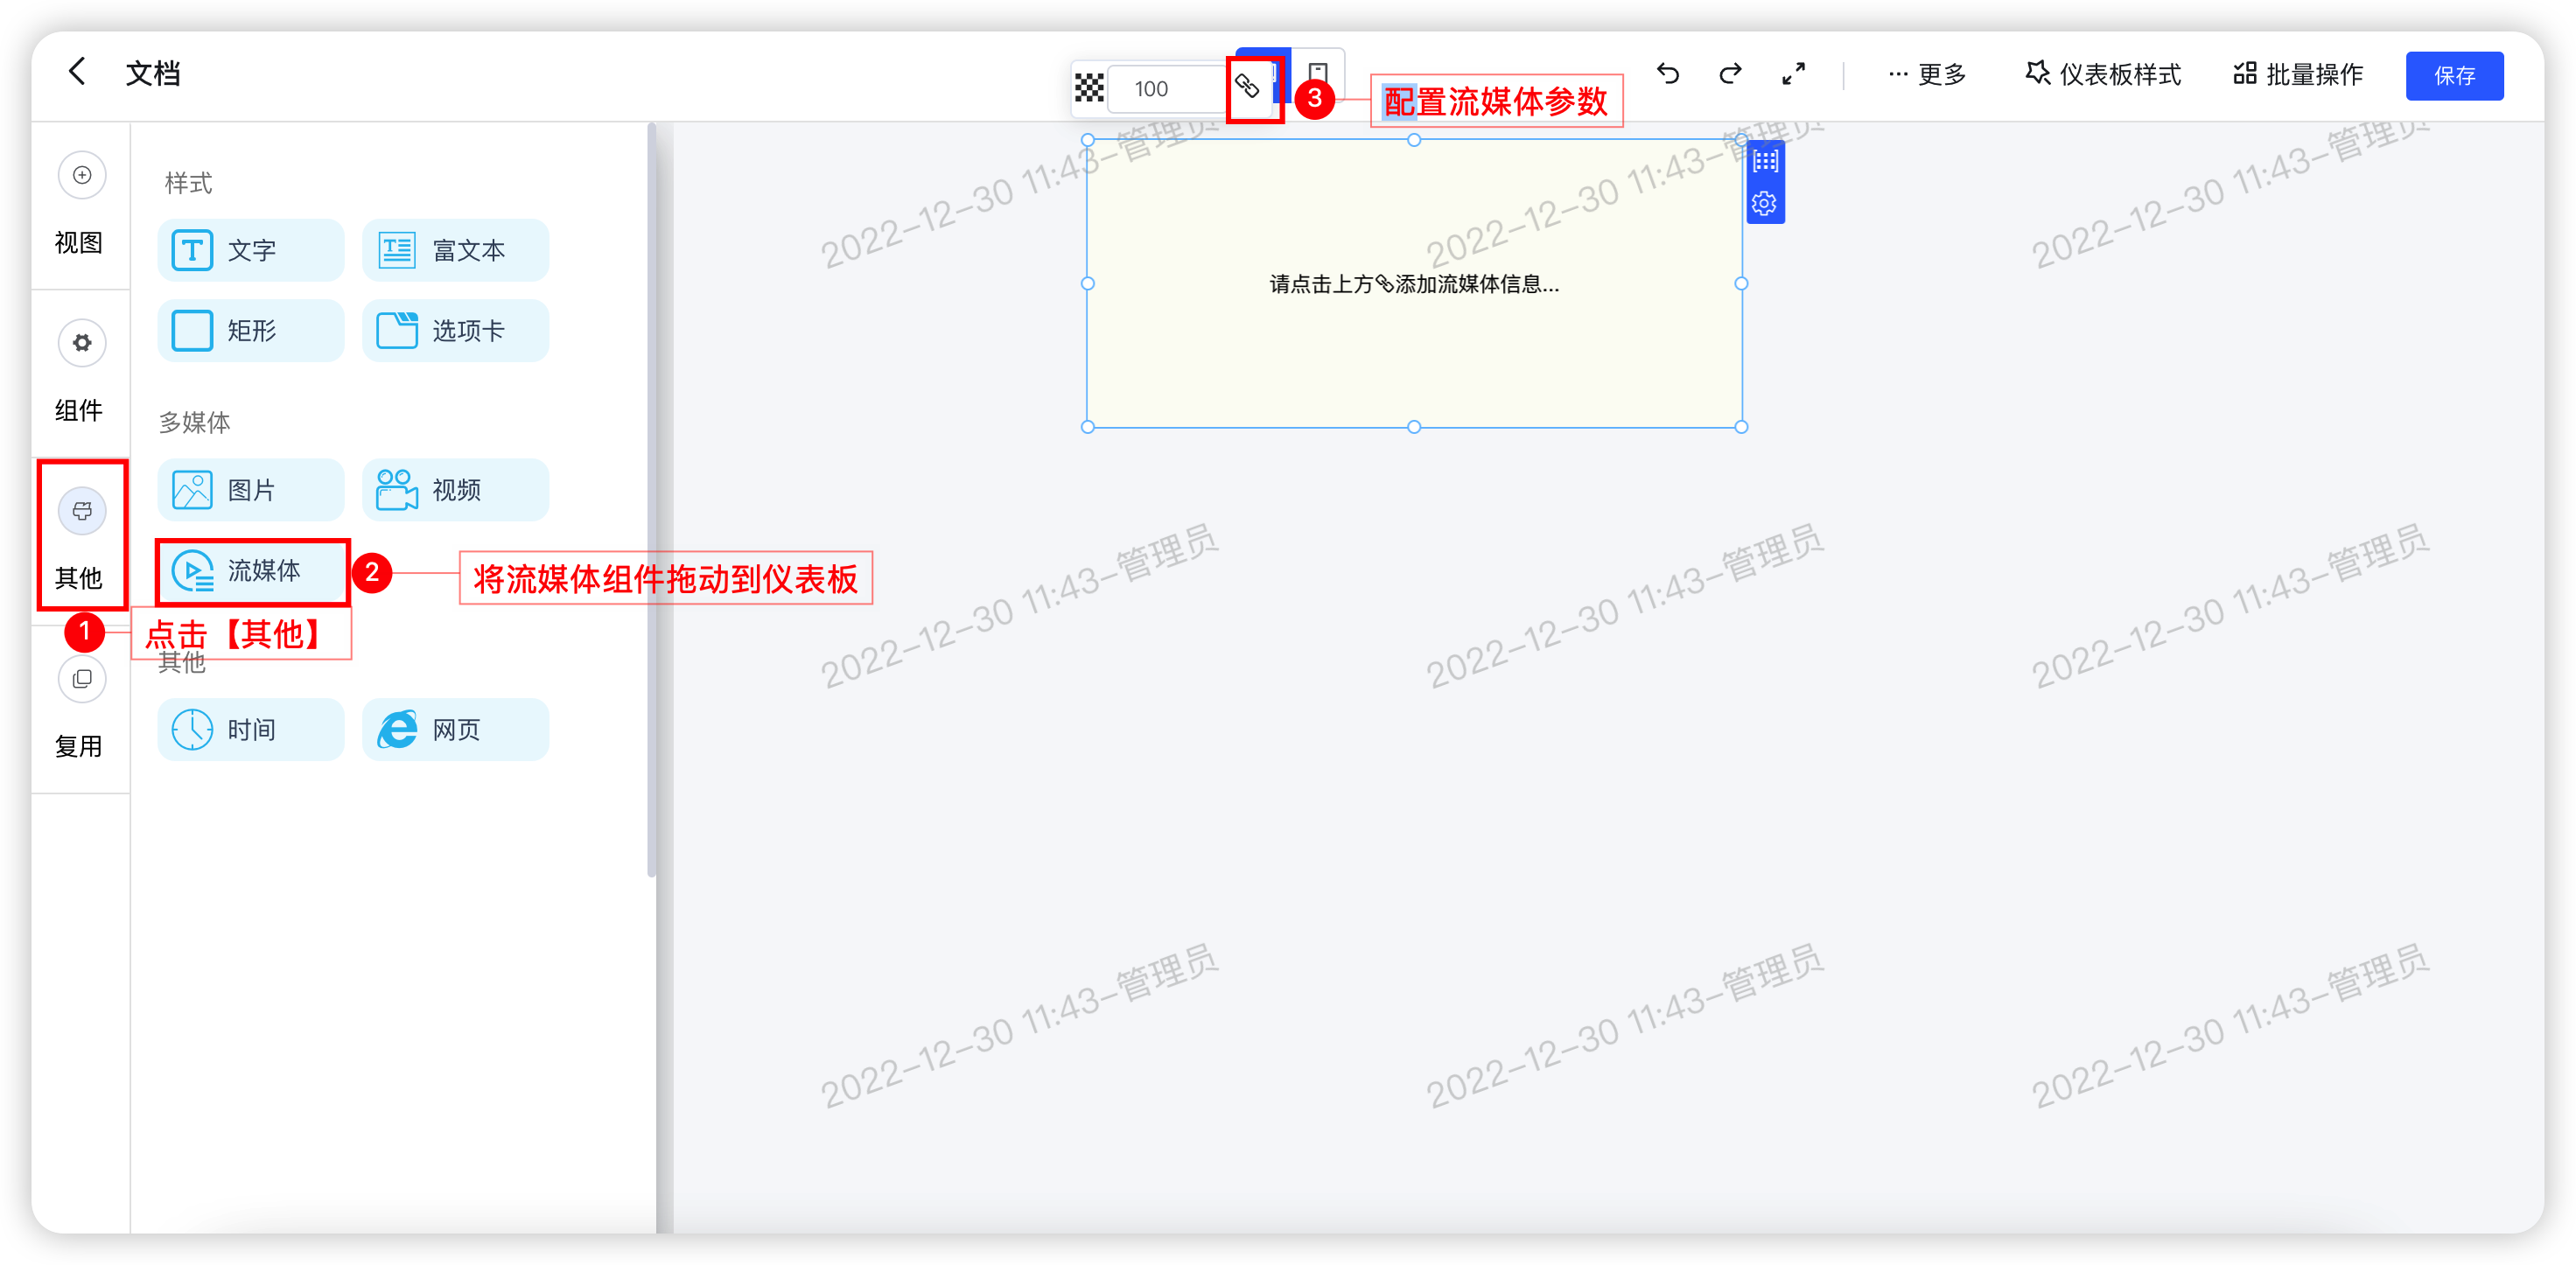 文档
100
3
配置流媒体参数
更多
仪表板样式
批量操作
保存
视图
组件
其他
复用
样式
文字
富文本
矩形
选项卡
多媒体
图片
视频
流媒体
2
将流媒体组件拖动到仪表板
1
点击【其他】
其他
时间
网页
请点击上方添加流媒体信息...
2022-12-30 11:43-管理员
2022-12-30 11:43-管理员
2022-12-30 11:43-管理员
2022-12-30 11:43-管理员
2022-12-30 11:43-管理员
2022-12-30 11:43-管理员
2022-12-30 11:43-管理员
2022-12-30 11:43-管理员
2022-12-30 11:43-管理员